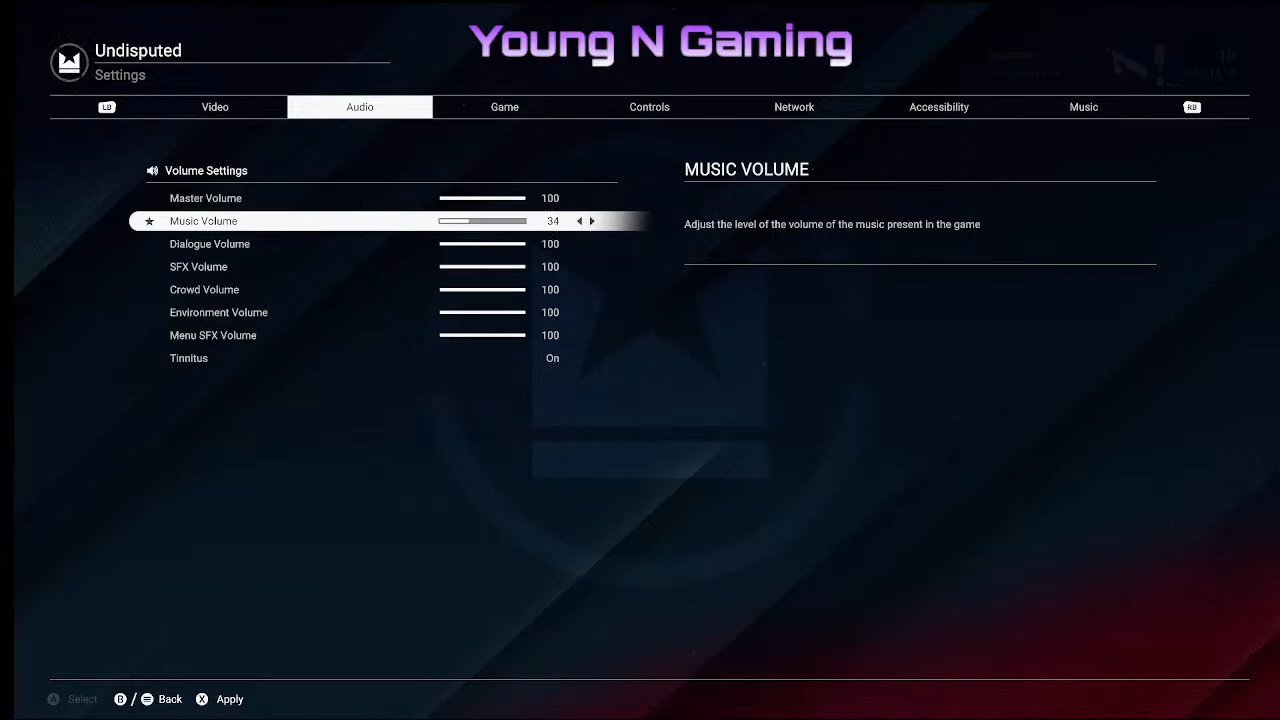 Young N Gaming
Undisputed
Settings
LB Video Audio Game Controls Network Accessibility Music RB
Volume Settings
Master Volume 100
Music Volume 34
Dialogue Volume 100
SFX Volume 100
Crowd Volume 100
Environment Volume 100
Menu SFX Volume 100
Tinnitus On
MUSIC VOLUME
Adjust the level of the volume of the music present in the game
A Select B / Back X Apply